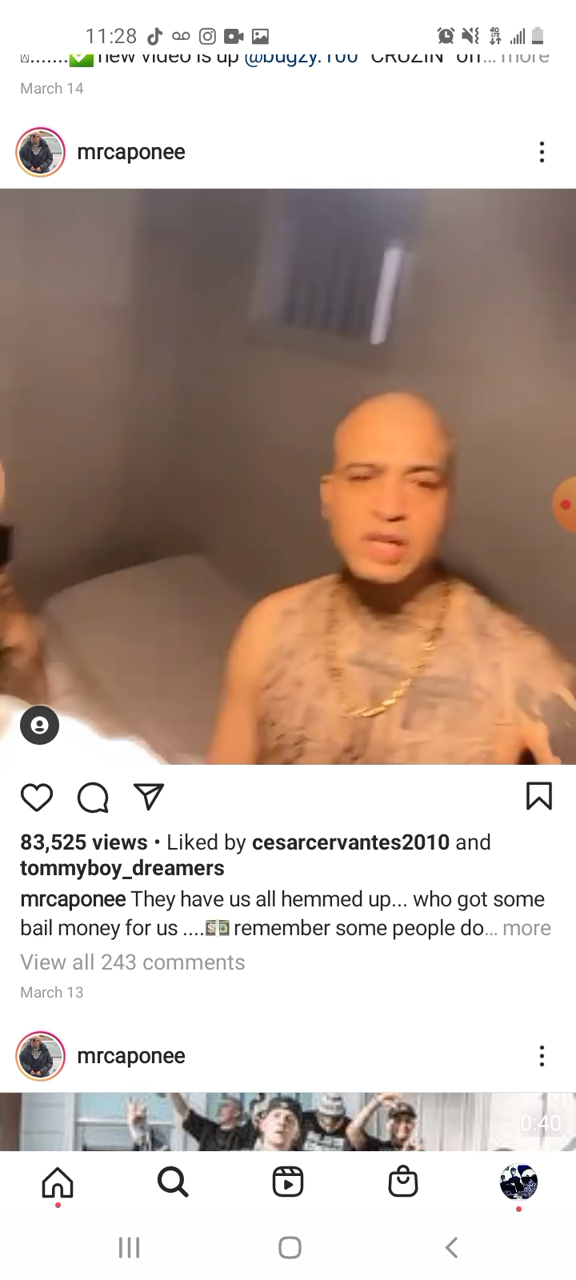 11:28
new video is up @bugzy.100 "CRUZIN" on... more
March 14
mrcaponee
83,525 views • Liked by cesarcervantes2010 and
tommyboy_dreamers
mrcaponee They have us all hemmed up... who got some
bail money for us ....💵 remember some people do... more
View all 243 comments
March 13
mrcaponee
0:40